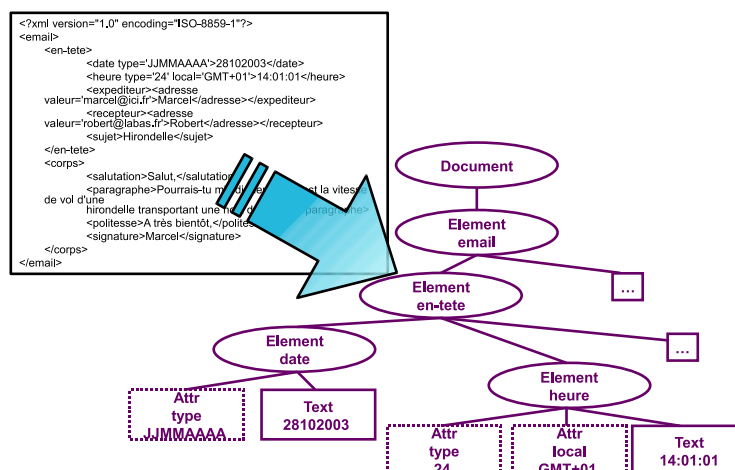 <?xml version="1.0" encoding="ISO-8859-1"?>
<email>
<en-tete>
<date type='JJMMAAAA'>28102003</date>
<heure type='24' local='GMT+01'>14:01:01</heure>
<expediteur><adresse
valeur='marcel@ici.fr'>Marcel</adresse></expediteur>
<recepteur><adresse
valeur='robert@labas.fr'>Robert</adresse></recepteur>
<sujet>Hirondelle</sujet>
</en-tete>
<corps>
<salutation>Salut,</salutation
<paragraphe>Pourrais-tu m est la vitesse
de vol d'une
hirondelle transportant une paragraphe>
<politesse>A très bientôt,</polites
<signature>Marcel</signature>
</corps>
</email>
Document
Element
email
Element
en-tete
...
Element
date
...
Element
heure
Attr
type
JJMMAAAA
Text
28102003
Attr
type
24
Attr
local
GMT+01
Text
14:01:01